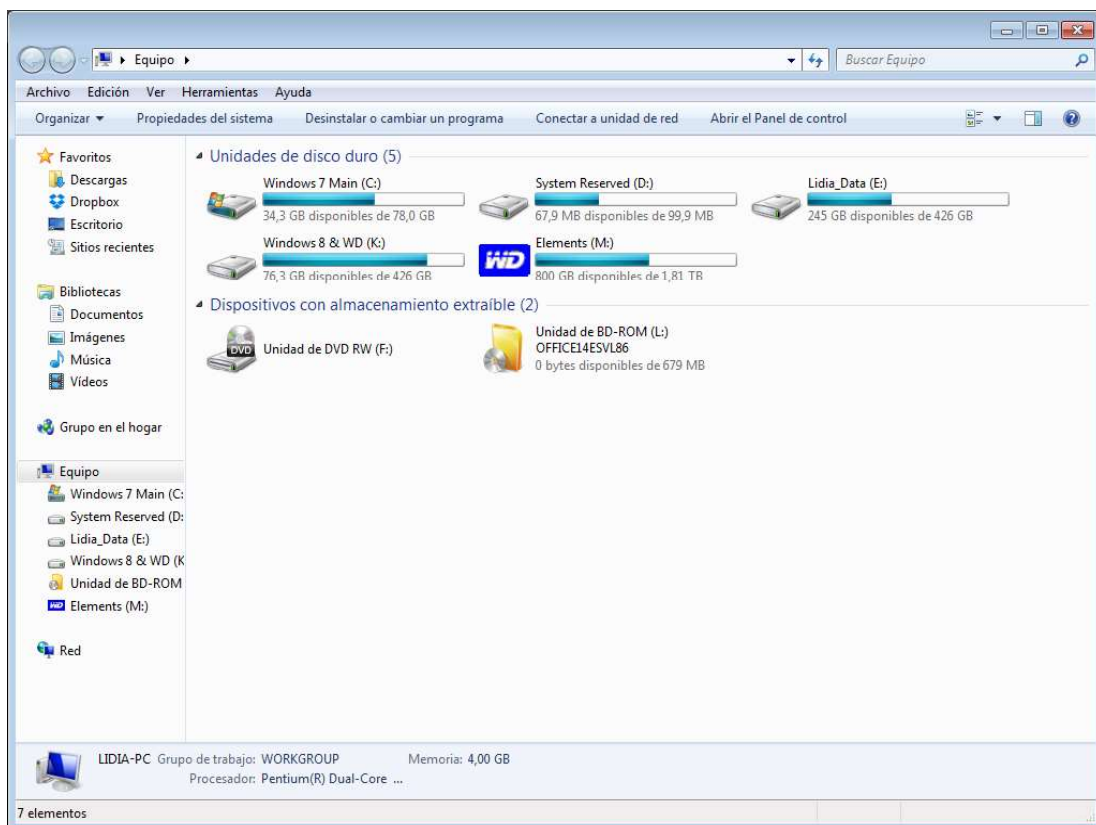 Equipo
Buscar Equipo
Archivo Edición Ver Herramientas Ayuda
Organizar Propiedades del sistema Desinstalar o cambiar un programa Conectar a unidad de red Abrir el Panel de control
Favoritos
Descargas
Dropbox
Escritorio
Sitios recientes
Bibliotecas
Documentos
Imágenes
Música
Vídeos
Grupo en el hogar
Equipo
Windows 7 Main (C:
System Reserved (D:
Lidia_Data (E:)
Windows 8 & WD (K
Unidad de BD-ROM
WD
Elements (M:)
Red
Unidades de disco duro (5)
Windows 7 Main (C:)
34,3 GB disponibles de 78,0 GB
System Reserved (D:)
67,9 MB disponibles de 99,9 MB
Lidia_Data (E:)
245 GB disponibles de 426 GB
Windows 8 & WD (K:)
76,3 GB disponibles de 426 GB
WD
Elements (M:)
800 GB disponibles de 1,81 TB
Dispositivos con almacenamiento extraíble (2)
DVD
Unidad de DVD RW (F:)
Unidad de BD-ROM (L:)
OFFICE14ESVL86
0 bytes disponibles de 679 MB
LIDIA-PC Grupo de trabajo: WORKGROUP Memoria: 4,00 GB
Procesador: Pentium(R) Dual-Core ...
7 elementos